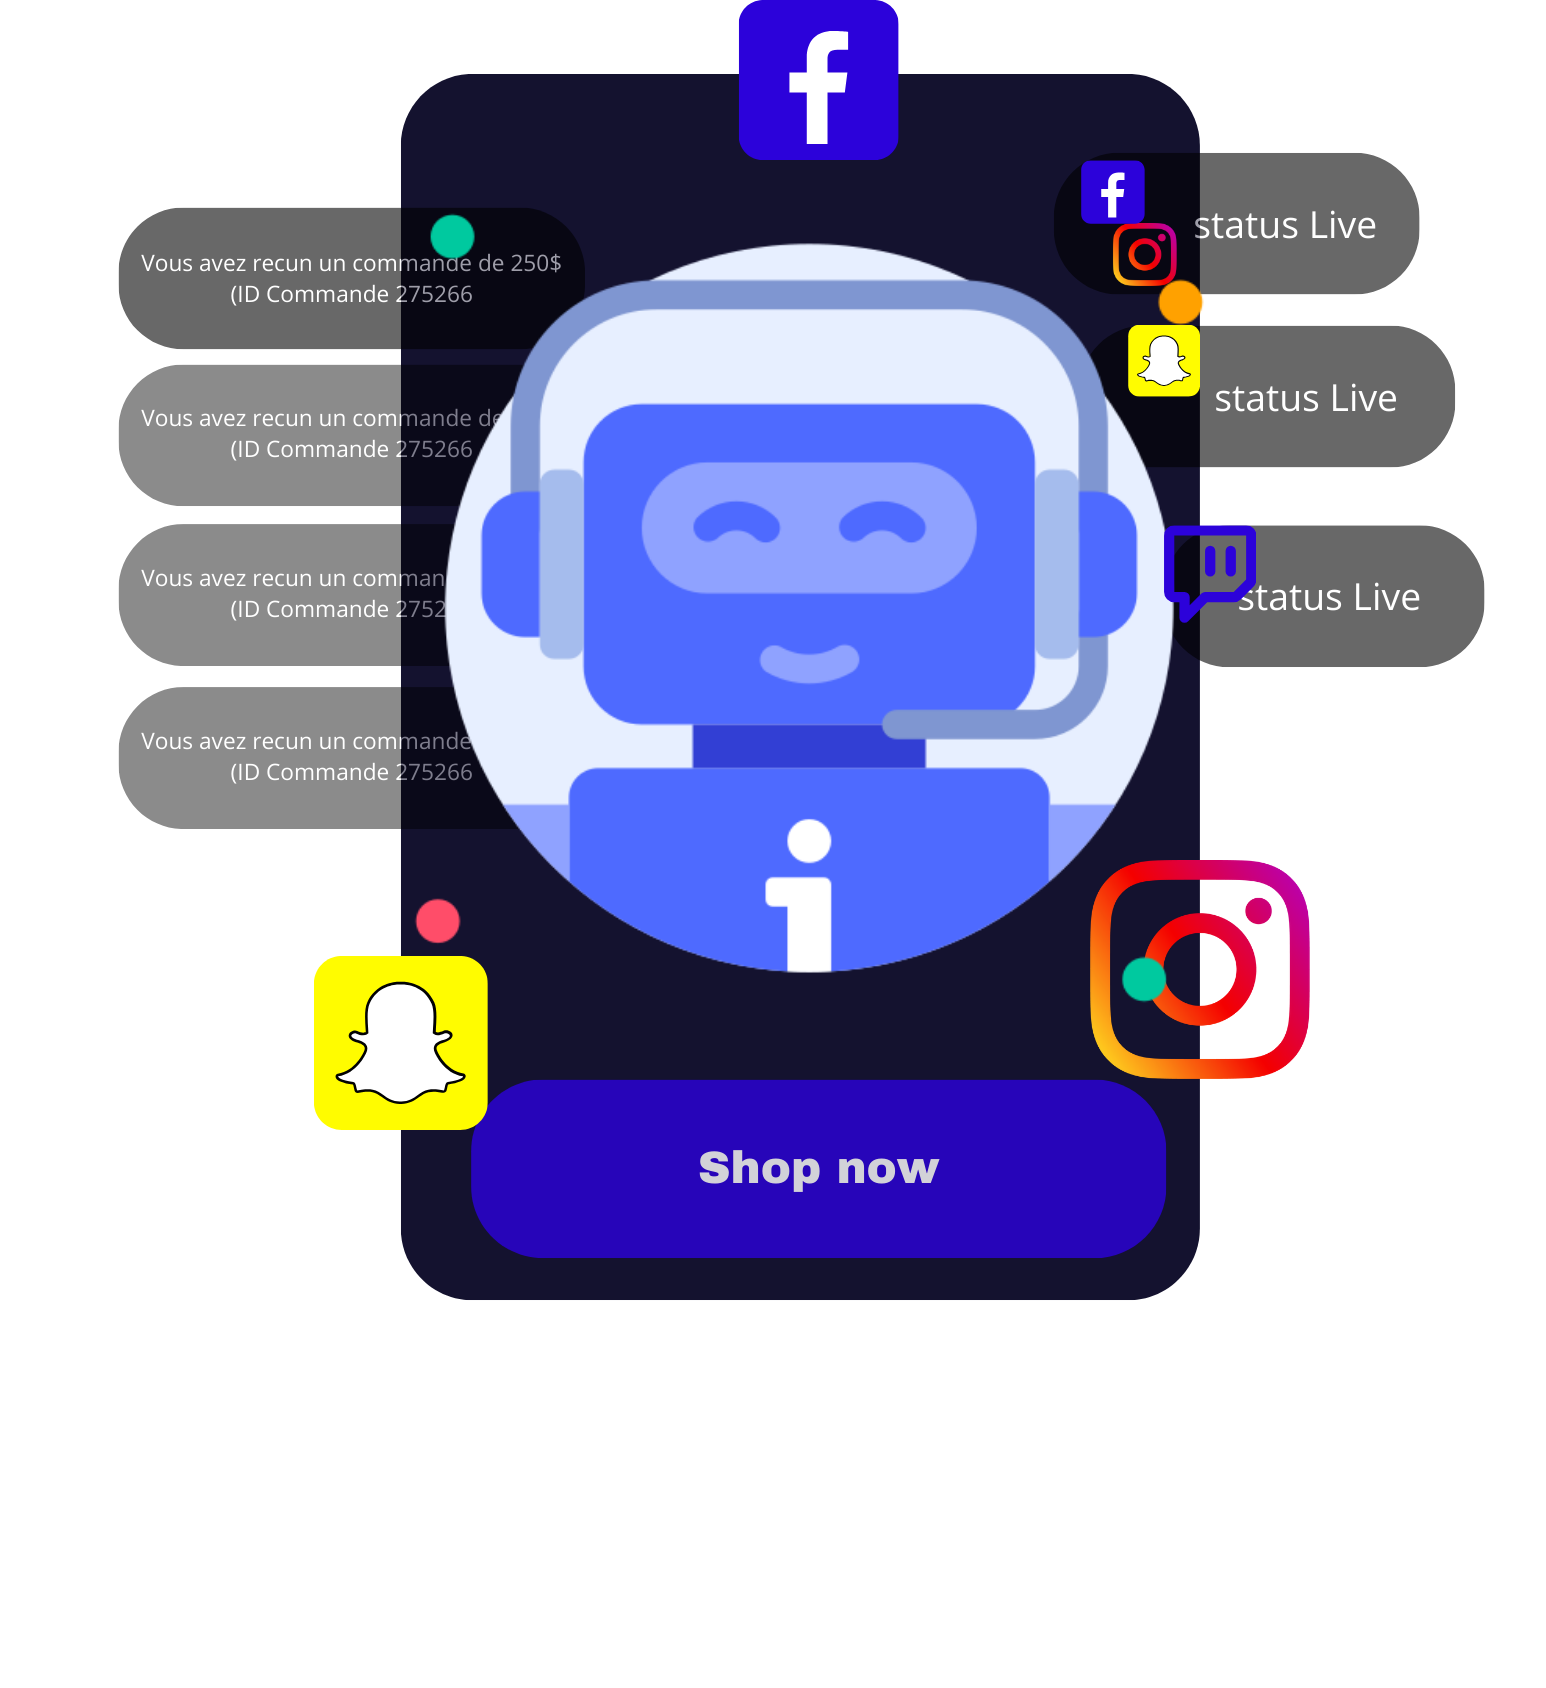 Vous avez recun un commande de 250$
(ID Commande 275266
Vous avez recun un commande de
(ID Commande 275266
Vous avez recun un comman
(ID Commande 2752
Vous avez recun un commande
(ID Commande 275266
status Live
status Live
status Live
Shop now